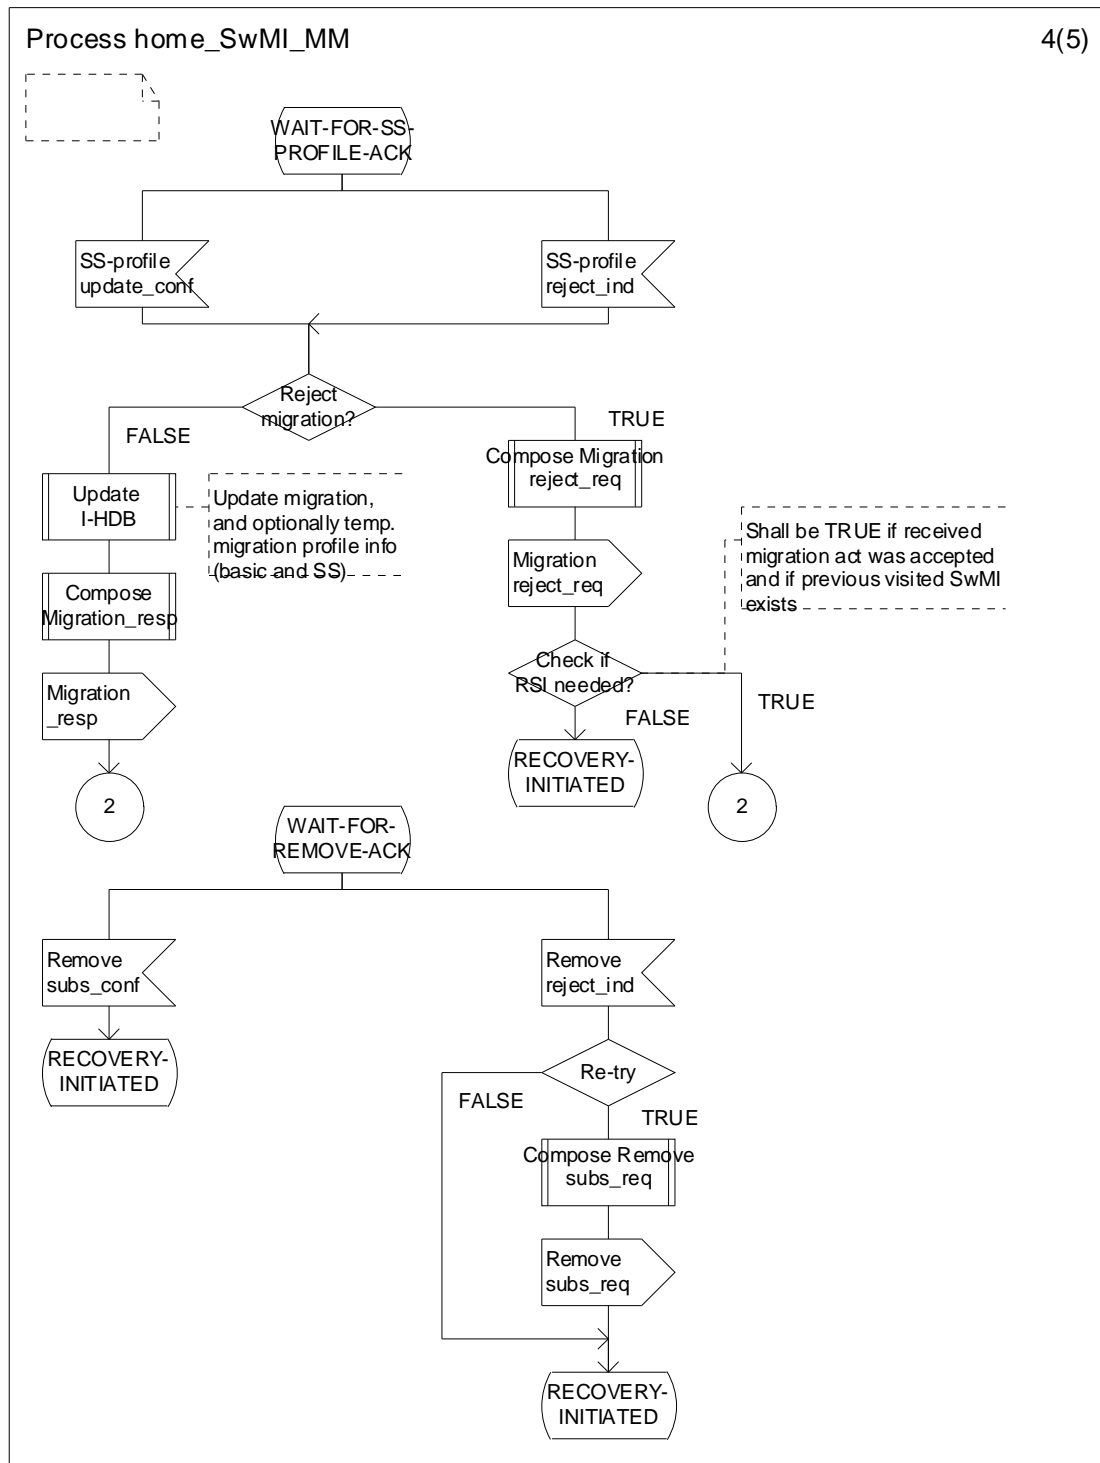 Process home_SwMI_MM
4(5)
WAIT-FOR-SS-
PROFILE-ACK
SS-profile
update_conf
SS-profile
reject_ind
Reject
migration?
FALSE
TRUE
Update
I-HDB
Update migration,
and optionally temp.
migration profile info
(basic and SS)
Compose Migration
reject_req
Shall be TRUE if received
migration act was accepted
and if previous visited SwMI
exists
Compose
Migration_resp
Migration
reject_req
Migration
_resp
Check if
RSI needed?
FALSE
TRUE
RECOVERY-
INITIATED
2
2
WAIT-FOR-
REMOVE-ACK
Remove
subs_conf
Remove
reject_ind
RECOVERY-
INITIATED
Re-try
FALSE
TRUE
Compose Remove
subs_req
Remove
subs_req
RECOVERY-
INITIATED